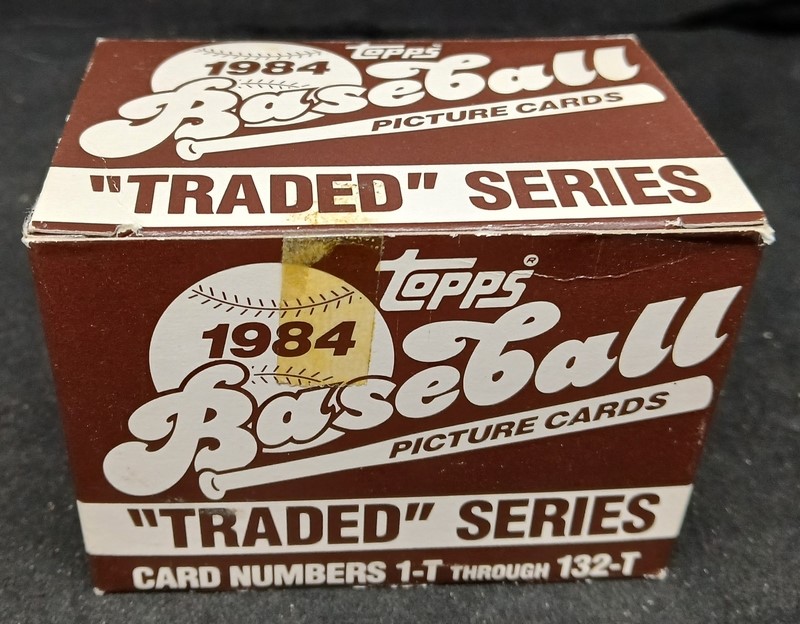 topps
1984
Baseball
PICTURE CARDS
"TRADED" SERIES
topps®
1984
Baseball
PICTURE CARDS
"TRADED" SERIES
CARD NUMBERS 1-T THROUGH 132-T